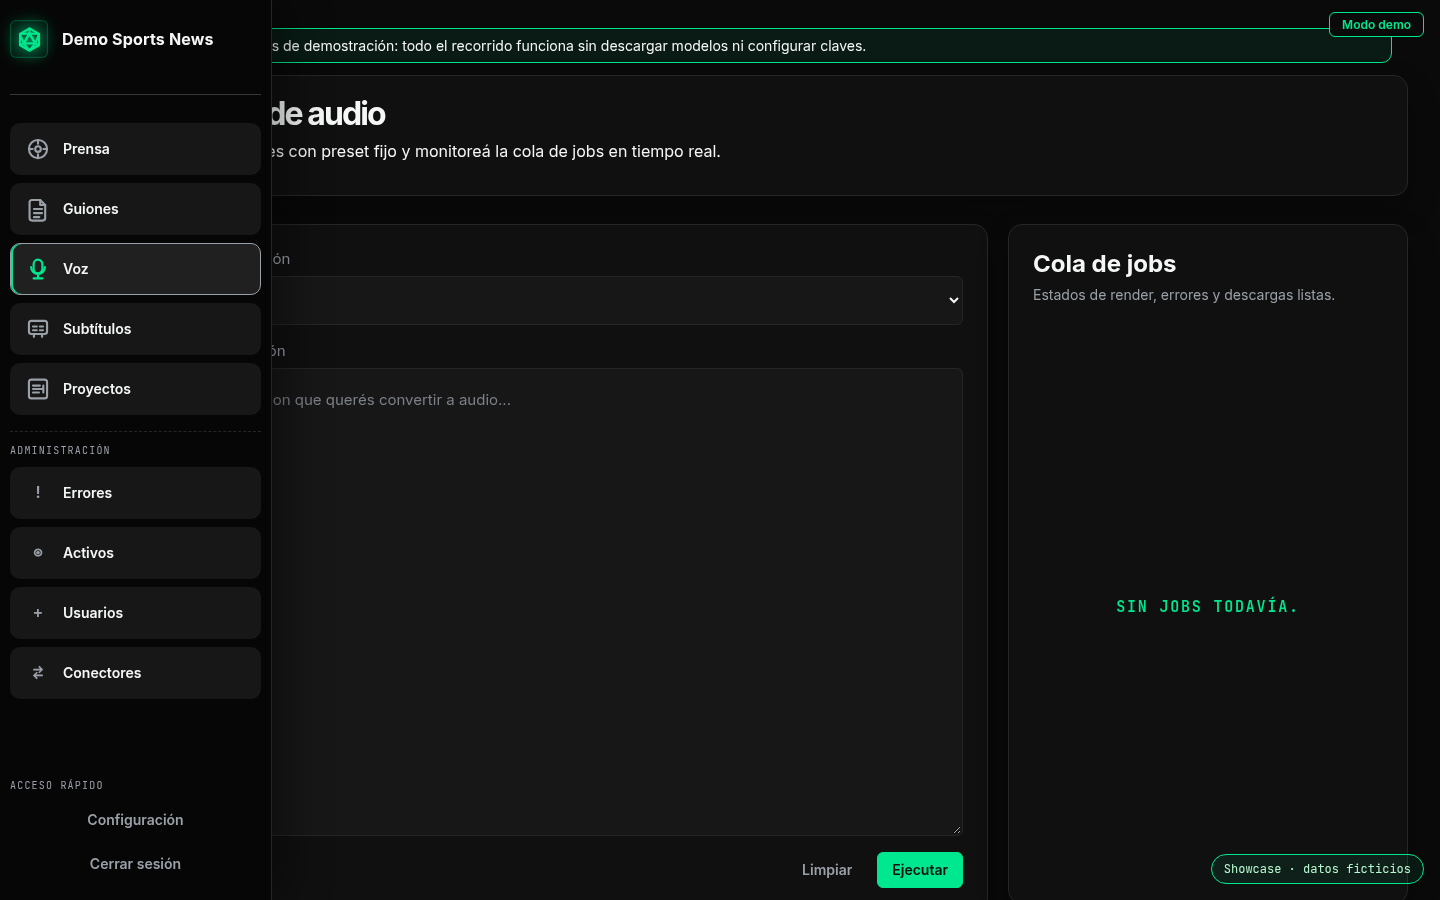 Demo Sports News
Prensa
Guiones
Voz
Subtítulos
Proyectos
ADMINISTRACIÓN
!
Errores
Activos
+
Usuarios
Conectores
ACCESO RÁPIDO
Configuración
Cerrar sesión
Modo demo
s de demostración: todo el recorrido funciona sin descargar modelos ni configurar claves.
de audio
es con preset fijo y monitoreá la cola de jobs en tiempo real.
ón
ón
on que querés convertir a audio...
Limpiar
Ejecutar
Cola de jobs
Estados de render, errores y descargas listas.
SIN JOBS TODAVÍA.
Showcase · datos ficticios